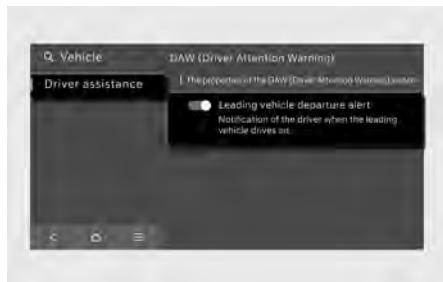 Vehicle
Driver assistance
DAW (Driver Attention Warning)
The properties of the DAW (Driver Attention Warning)
Leading vehicle departure alert
Notification of the driver when the leading
vehicle drives on.